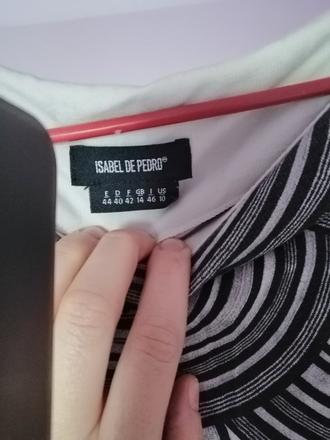 ISABEL DE PEDRO®
E D F GB I US
44 40 42 14 46 10